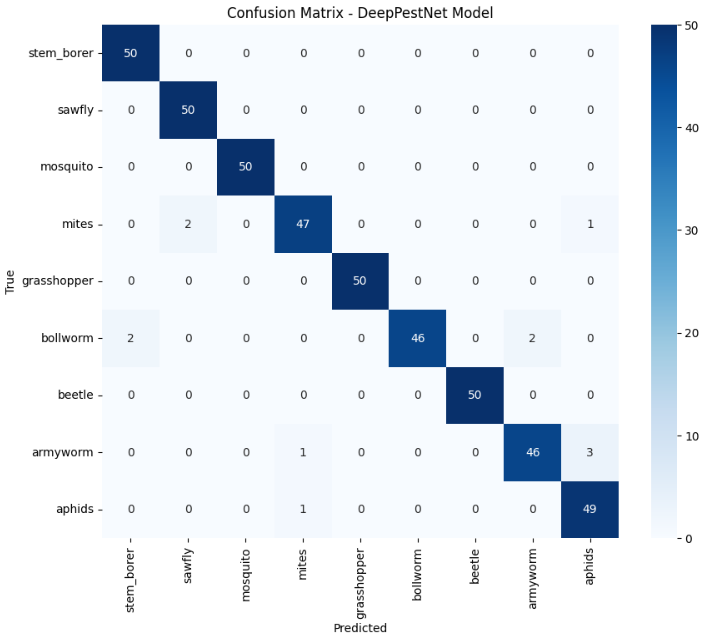 Confusion Matrix - DeepPestNet Model
True
stem_borer 50 0 0 0 0 0 0 0 0
sawfly 0 50 0 0 0 0 0 0 0
mosquito 0 0 50 0 0 0 0 0 0
mites 0 2 0 47 0 0 0 0 1
grasshopper 0 0 0 0 50 0 0 0 0
bollworm 2 0 0 0 0 46 0 2 0
beetle 0 0 0 0 0 0 50 0 0
armyworm 0 0 0 1 0 0 0 46 3
aphids 0 0 0 1 0 0 0 0 49
stem_borer sawfly mosquito mites grasshopper bollworm beetle armyworm aphids
Predicted
50
40
30
20
10
0